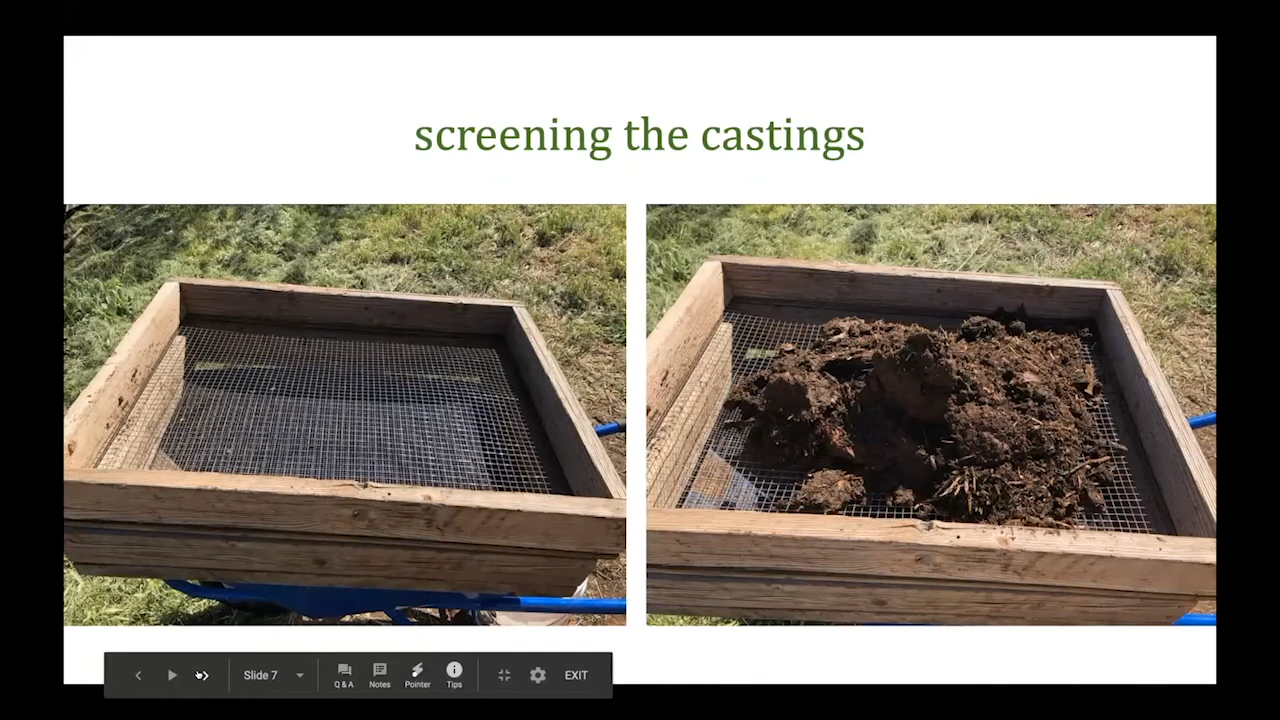 screening the castings
Slide 7
Q & A
Notes
Pointer
Tips
EXIT